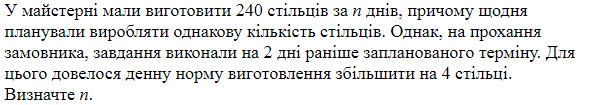 У майстерні мали виготовити 240 стільців за n днів, причому щодня
планували виробляти однакову кількість стільців. Однак, на прохання
замовника, завдання виконали на 2 дні раніше запланованого терміну. Для
цього довелося денну норму виготовлення збільшити на 4 стільці.
Визначте n.